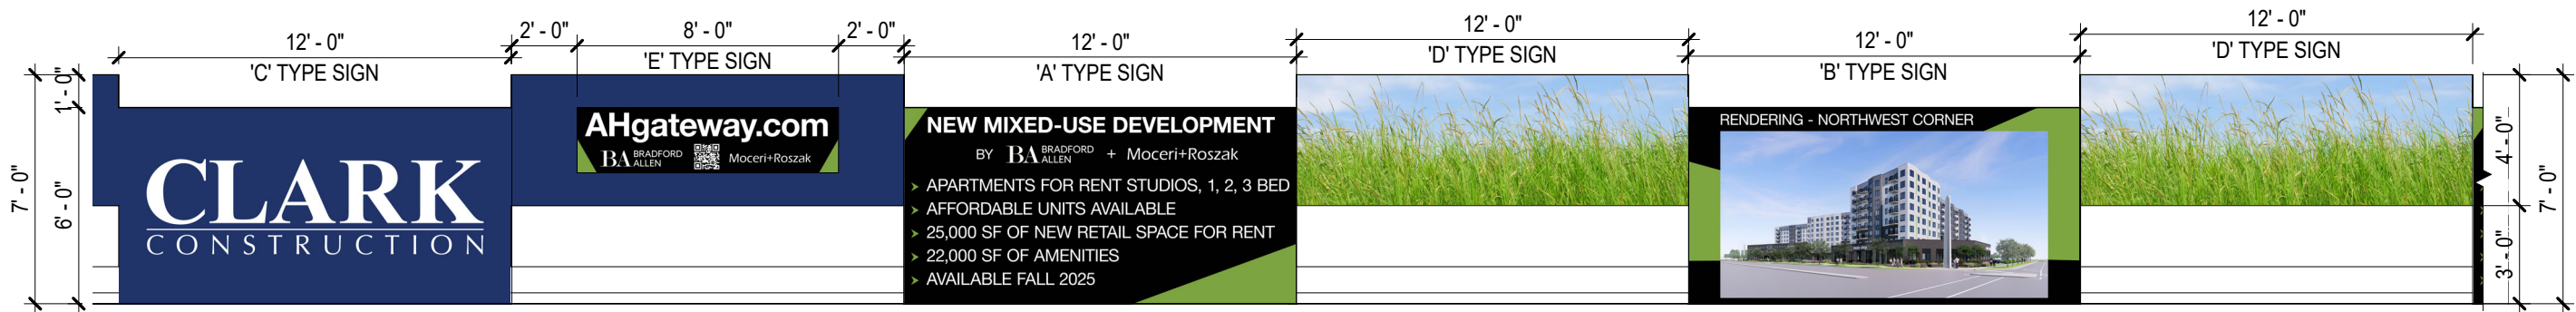 12' - 0"
'C' TYPE SIGN
2' - 0"
8' - 0"
2' - 0"
'E' TYPE SIGN
12' - 0"
'A' TYPE SIGN
12' - 0"
'D' TYPE SIGN
12' - 0"
'B' TYPE SIGN
12' - 0"
'D' TYPE SIGN
7' - 0"
1' - 0"
6' - 0"
CLARK
CONSTRUCTION
AHgateway.com
BA BRADFORD ALLEN
Moceri+Roszak
NEW MIXED-USE DEVELOPMENT
BY BA BRADFORD ALLEN + Moceri+Roszak
➤ APARTMENTS FOR RENT STUDIOS, 1, 2, 3 BED
➤ AFFORDABLE UNITS AVAILABLE
➤ 25,000 SF OF NEW RETAIL SPACE FOR RENT
➤ 22,000 SF OF AMENITIES
➤ AVAILABLE FALL 2025
RENDERING - NORTHWEST CORNER
4' - 0"
3' - 0"
7' - 0"